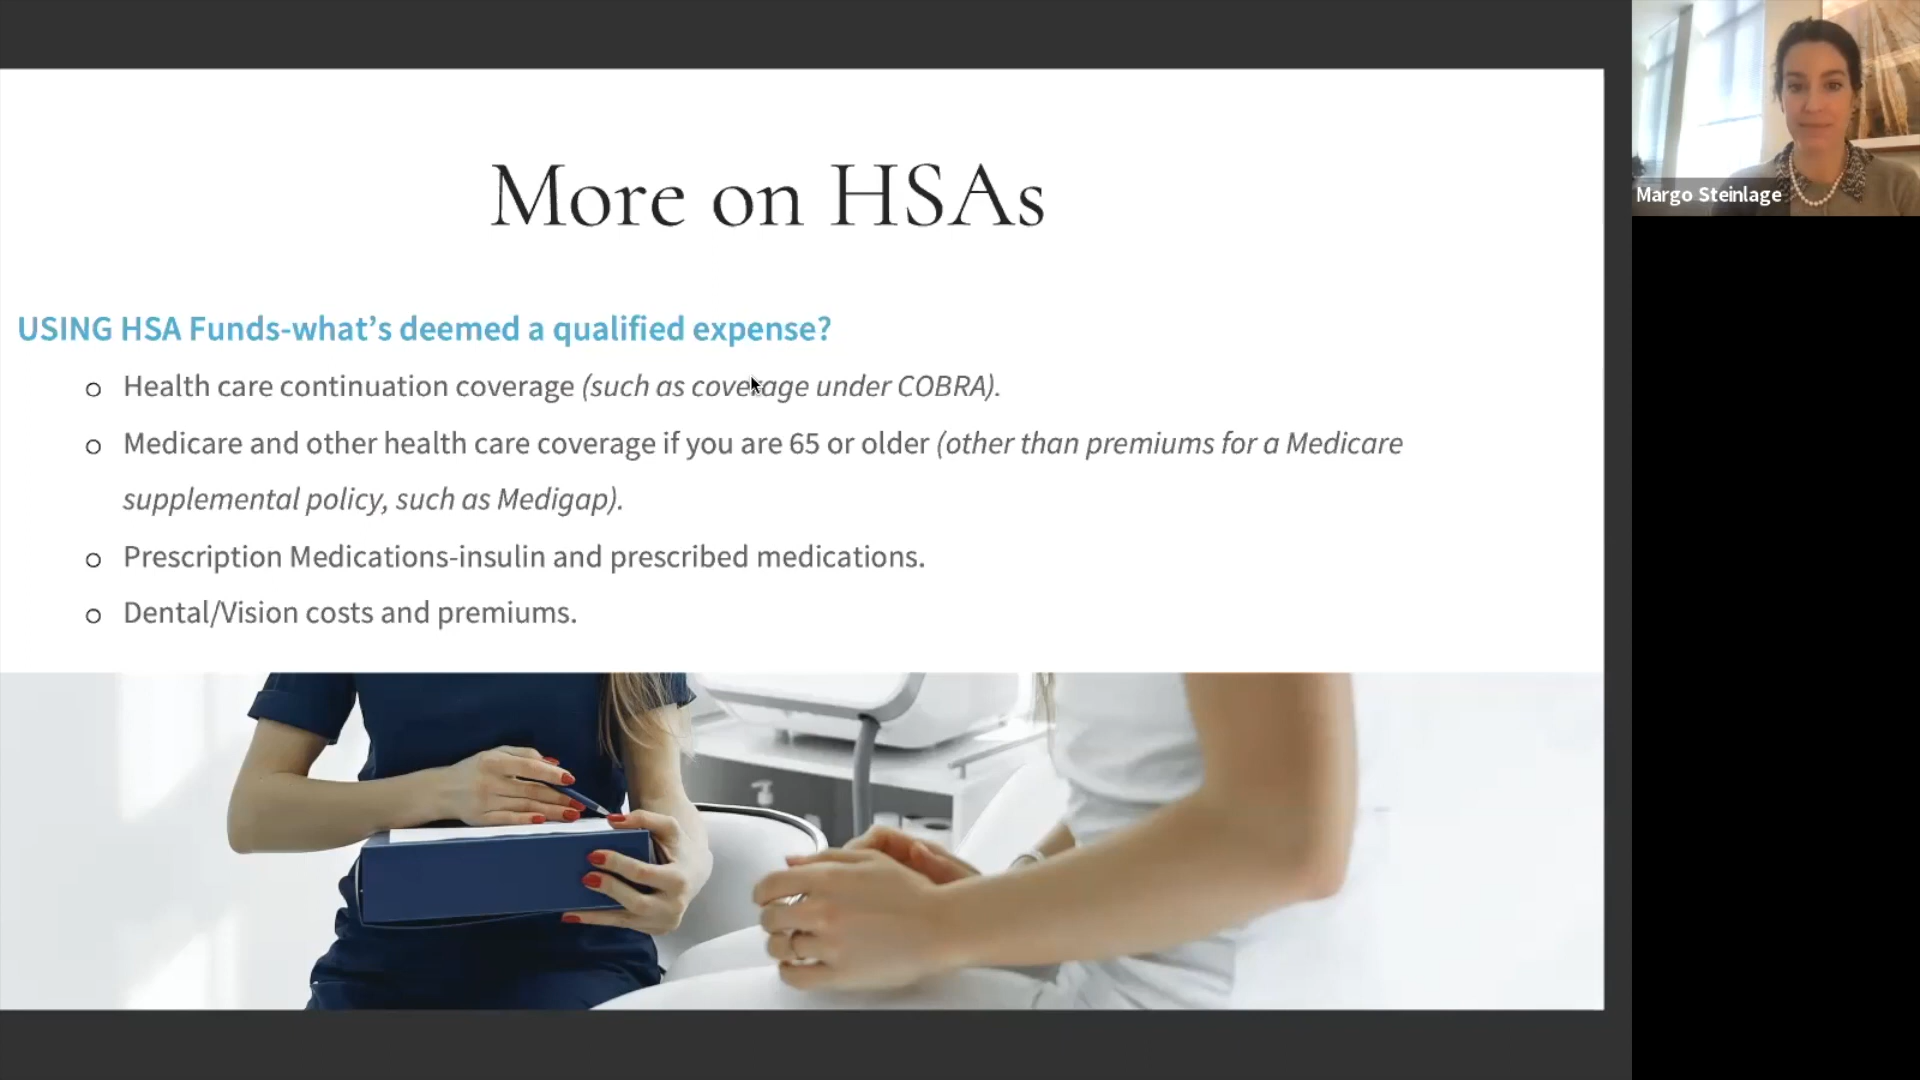 More on HSAs
USING HSA Funds-what’s deemed a qualified expense?
Health care continuation coverage (such as coverage under COBRA).
Medicare and other health care coverage if you are 65 or older (other than premiums for a Medicare
supplemental policy, such as Medigap).
Prescription Medications-insulin and prescribed medications.
Dental/Vision costs and premiums.
Margo Steinlage